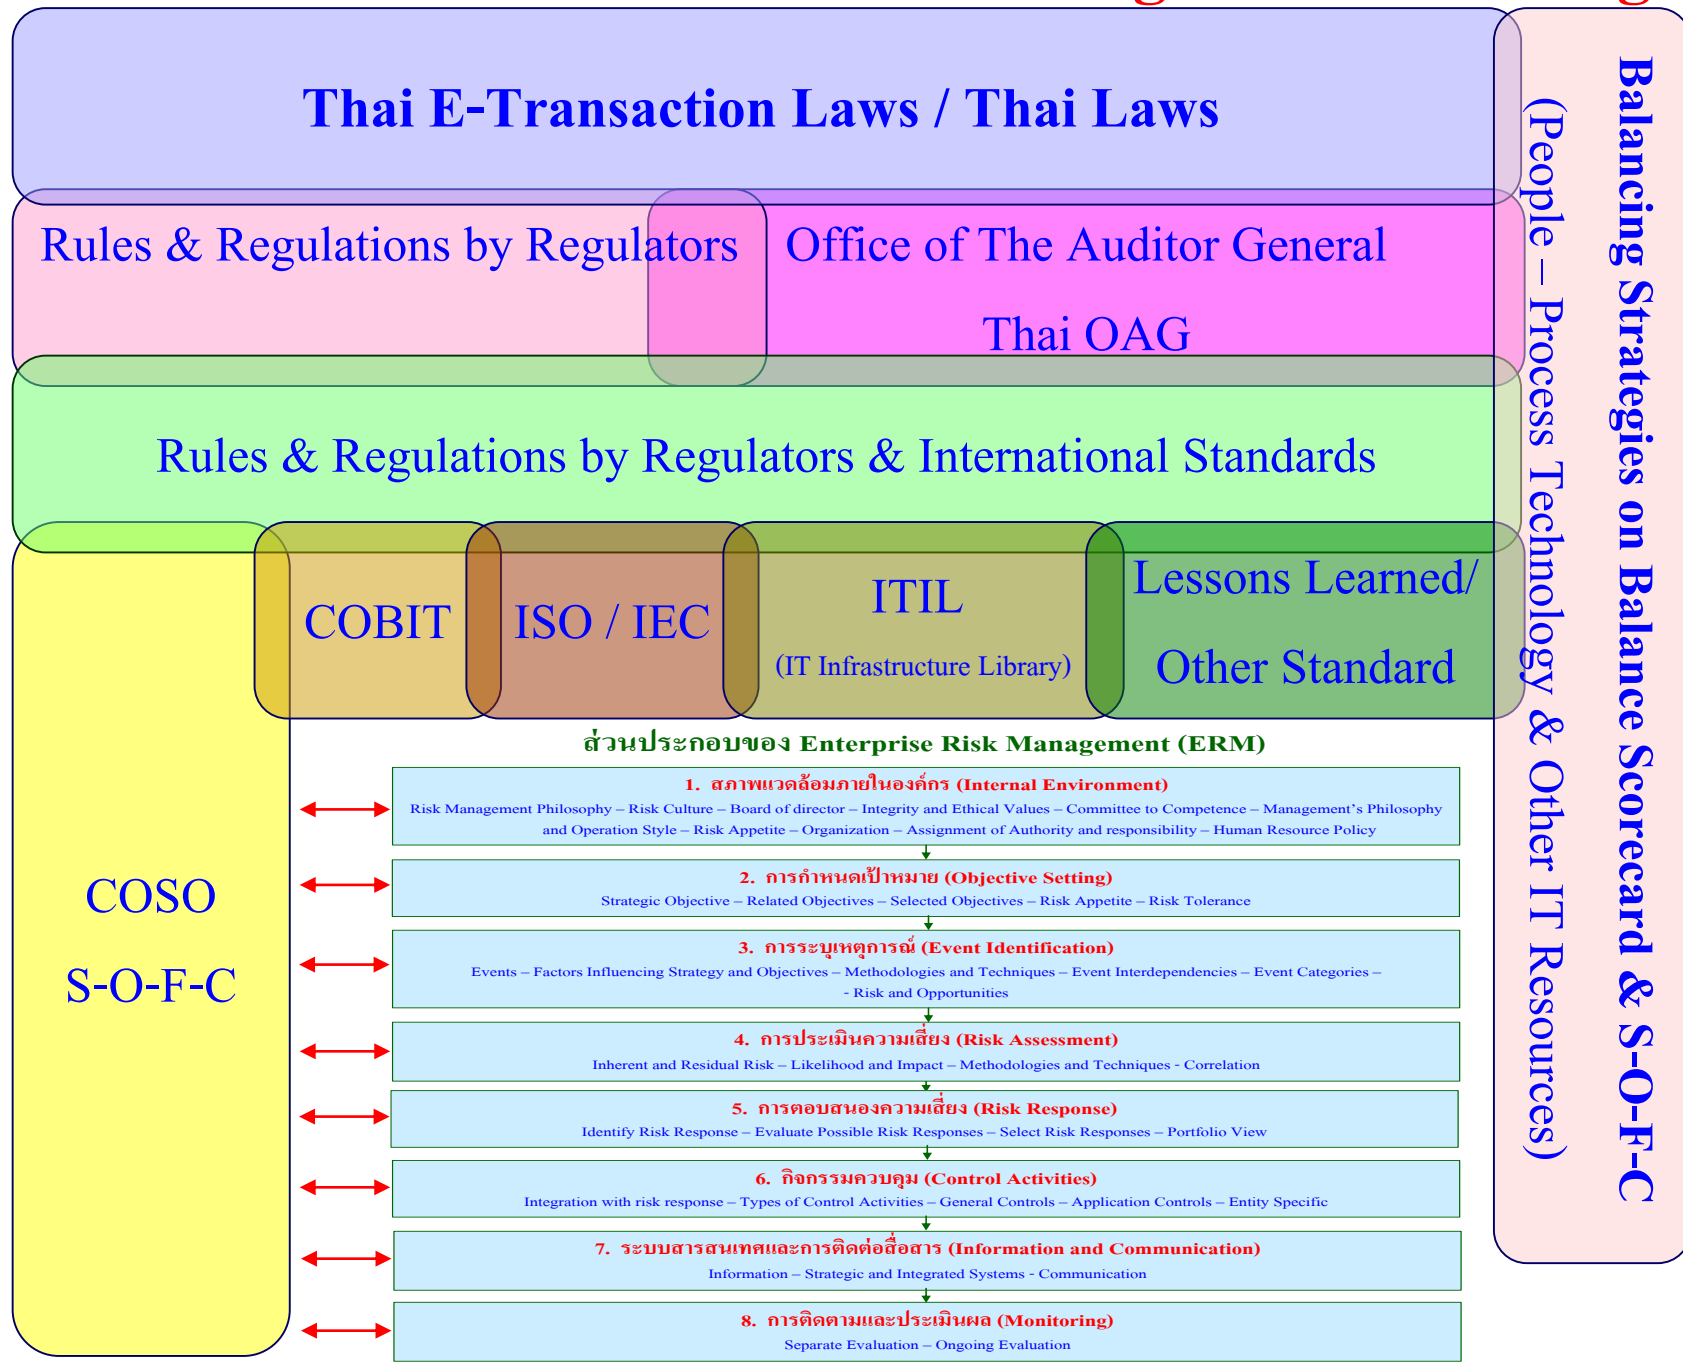 Thai E-Transaction Laws / Thai Laws
Rules & Regulations by Regulators
Office of The Auditor General
Thai OAG
Rules & Regulations by Regulators & International Standards
COBIT
ISO / IEC
ITIL
(IT Infrastructure Library)
Lessons Learned/
Other Standard
COSO
S-O-F-C
ส่วนประกอบของ Enterprise Risk Management (ERM)
1. สภาพแวดล้อมภายในองค์กร (Internal Environment)
Risk Management Philosophy – Risk Culture – Board of director – Integrity and Ethical Values – Committee to Competence – Management’s Philosophy
and Operation Style – Risk Appetite – Organization – Assignment of Authority and responsibility – Human Resource Policy
2. การกำหนดเป้าหมาย (Objective Setting)
Strategic Objective – Related Objectives – Selected Objectives – Risk Appetite – Risk Tolerance
3. การระบุเหตุการณ์ (Event Identification)
Events – Factors Influencing Strategy and Objectives – Methodologies and Techniques – Event Interdependencies – Event Categories –
- Risk and Opportunities
4. การประเมินความเสี่ยง (Risk Assessment)
Inherent and Residual Risk – Likelihood and Impact – Methodologies and Techniques - Correlation
5. การตอบสนองความเสี่ยง (Risk Response)
Identify Risk Response – Evaluate Possible Risk Responses – Select Risk Responses – Portfolio View
6. กิจกรรมควบคุม (Control Activities)
Integration with risk response – Types of Control Activities – General Controls – Application Controls – Entity Specific
7. ระบบสารสนเทศและการติดต่อสื่อสาร (Information and Communication)
Information – Strategic and Integrated Systems - Communication
8. การติดตามและประเมินผล (Monitoring)
Separate Evaluation – Ongoing Evaluation
Balancing Strategies on Balance Scorecard & S-O-F-C
(People – Process Technology & Other IT Resources)